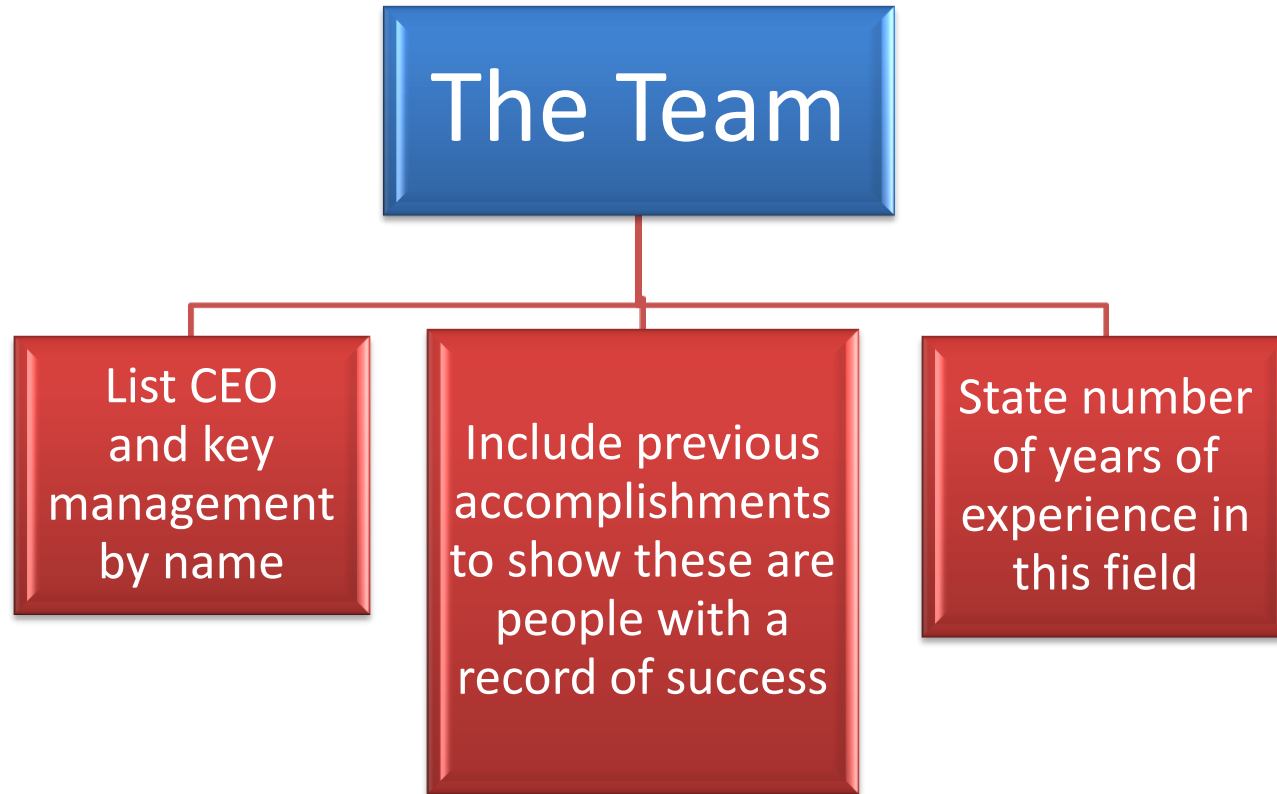 The Team
List CEO
and key
management
by name
Include previous
accomplishments
to show these are
people with a
record of success
State number
of years of
experience in
this field